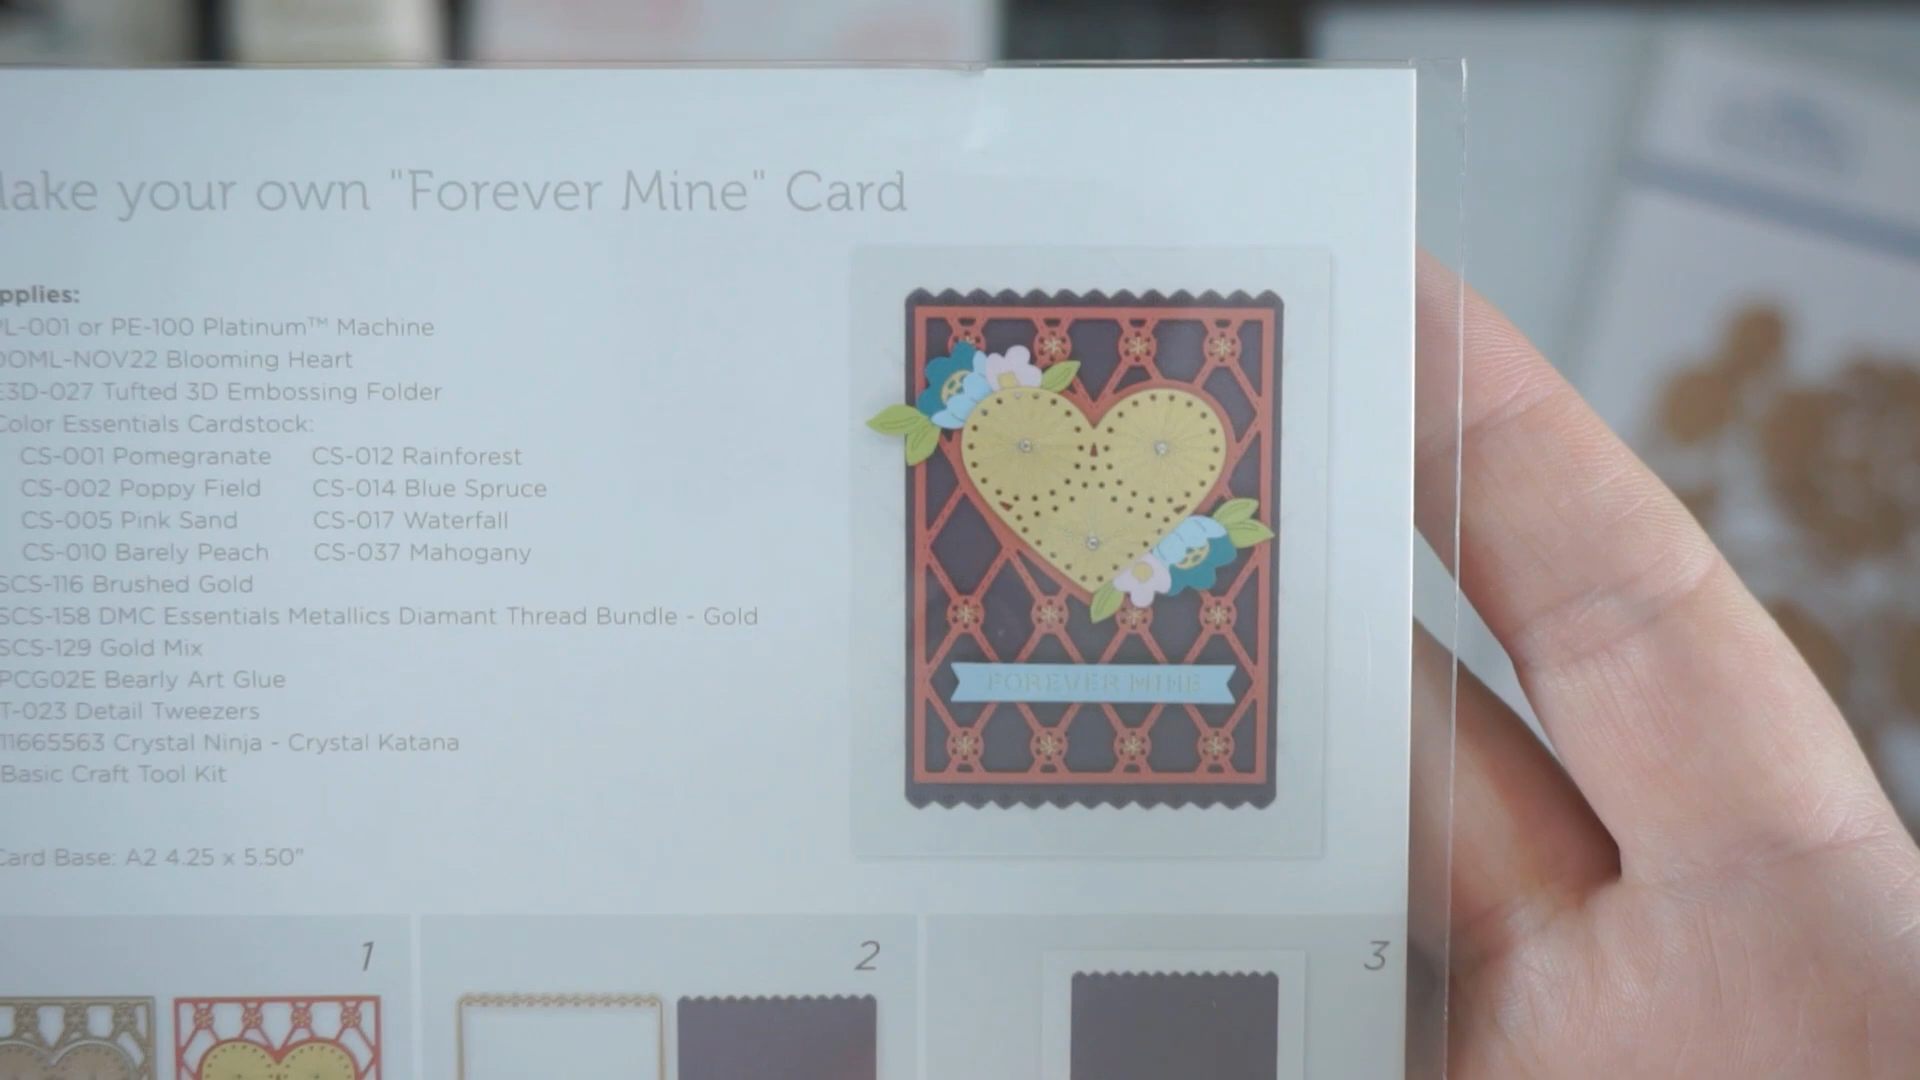 Make your own "Forever Mine" Card
pplies:
PL-001 or PE-100 Platinum™ Machine
DOML-NOV22 Blooming Heart
E3D-027 Tufted 3D Embossing Folder
Color Essentials Cardstock:
CS-001 Pomegranate CS-012 Rainforest
CS-002 Poppy Field CS-014 Blue Spruce
CS-005 Pink Sand CS-017 Waterfall
CS-010 Barely Peach CS-037 Mahogany
SCS-116 Brushed Gold
SCS-158 DMC Essentials Metallics Diamant Thread Bundle - Gold
SCS-129 Gold Mix
PCG02E Bearly Art Glue
T-023 Detail Tweezers
11665563 Crystal Ninja - Crystal Katana
Basic Craft Tool Kit
Card Base: A2 4.25 x 5.50"
FOREVER MINE
1
2
3